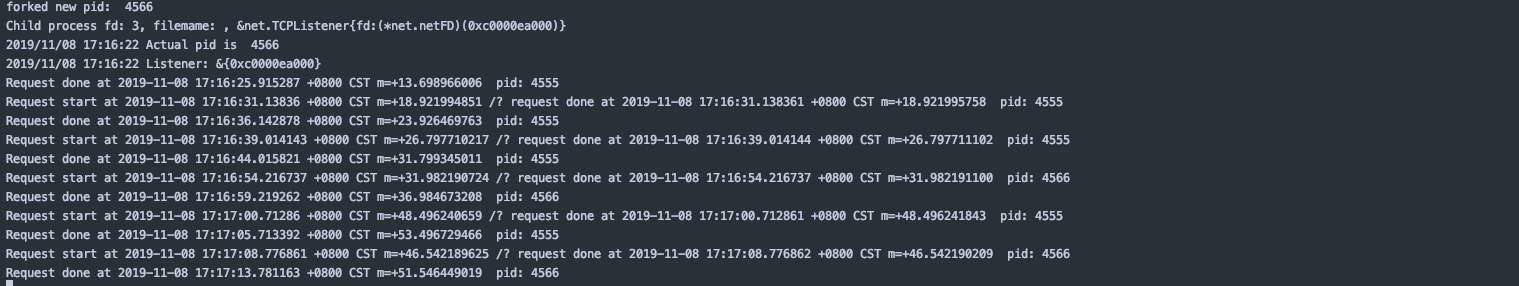 forked new pid:  4566
Child process fd: 3, filemame: , &net.TCPListener{fd:(*net.netFD)(0xc0000ea000)}
2019/11/08 17:16:22 Actual pid is  4566
2019/11/08 17:16:22 Listener: &{0xc0000ea000}
Request done at 2019-11-08 17:16:25.915287 +0800 CST m=+13.698966006  pid: 4555
Request start at 2019-11-08 17:16:31.13836 +0800 CST m=+18.921994851 /? request done at 2019-11-08 17:16:31.138361 +0800 CST m=+18.921995758  pid: 4555
Request done at 2019-11-08 17:16:36.142878 +0800 CST m=+23.926469763  pid: 4555
Request start at 2019-11-08 17:16:39.014143 +0800 CST m=+26.797710217 /? request done at 2019-11-08 17:16:39.014144 +0800 CST m=+26.797711102  pid: 4555
Request done at 2019-11-08 17:16:44.015821 +0800 CST m=+31.799345011  pid: 4555
Request start at 2019-11-08 17:16:54.216737 +0800 CST m=+31.982190724 /? request done at 2019-11-08 17:16:54.216737 +0800 CST m=+31.982191100  pid: 4566
Request done at 2019-11-08 17:16:59.219262 +0800 CST m=+36.984673208  pid: 4566
Request start at 2019-11-08 17:17:00.71286 +0800 CST m=+48.496240659 /? request done at 2019-11-08 17:17:00.712861 +0800 CST m=+48.496241843  pid: 4555
Request done at 2019-11-08 17:17:05.713392 +0800 CST m=+53.496729466  pid: 4555
Request start at 2019-11-08 17:17:08.776861 +0800 CST m=+46.542189625 /? request done at 2019-11-08 17:17:08.776862 +0800 CST m=+46.542190209  pid: 4566
Request done at 2019-11-08 17:17:13.781163 +0800 CST m=+51.546449019  pid: 4566